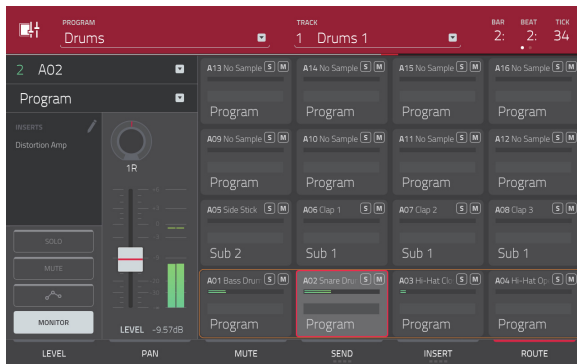 PROGRAM TRACK BAR BEAT TICK
Drums 1 Drums 1 2: 2: 34
2 A02
Program
INSERTS
Distortion Amp
1R
SOLO
MUTE
MONITOR
LEVEL -9.57dB
A13 No Sample S M A14 No Sample S M A15 No Sample S M A16 No Sample S M
Program Program Program Program
A09 No Sample S M A10 No Sample S M A11 No Sample S M A12 No Sample S M
Program Program Program Program
A05 Side Stick S M A06 Clap 1 S M A07 Clap 2 S M A08 Clap 3 S M
Sub 2 Sub 1 Sub 1 Sub 1
A01 Bass Drum S M A02 Snare Dru S M A03 Hi-Hat Cl S M A04 Hi-Hat Op S M
Program Program Program Program
LEVEL PAN MUTE SEND INSERT ROUTE